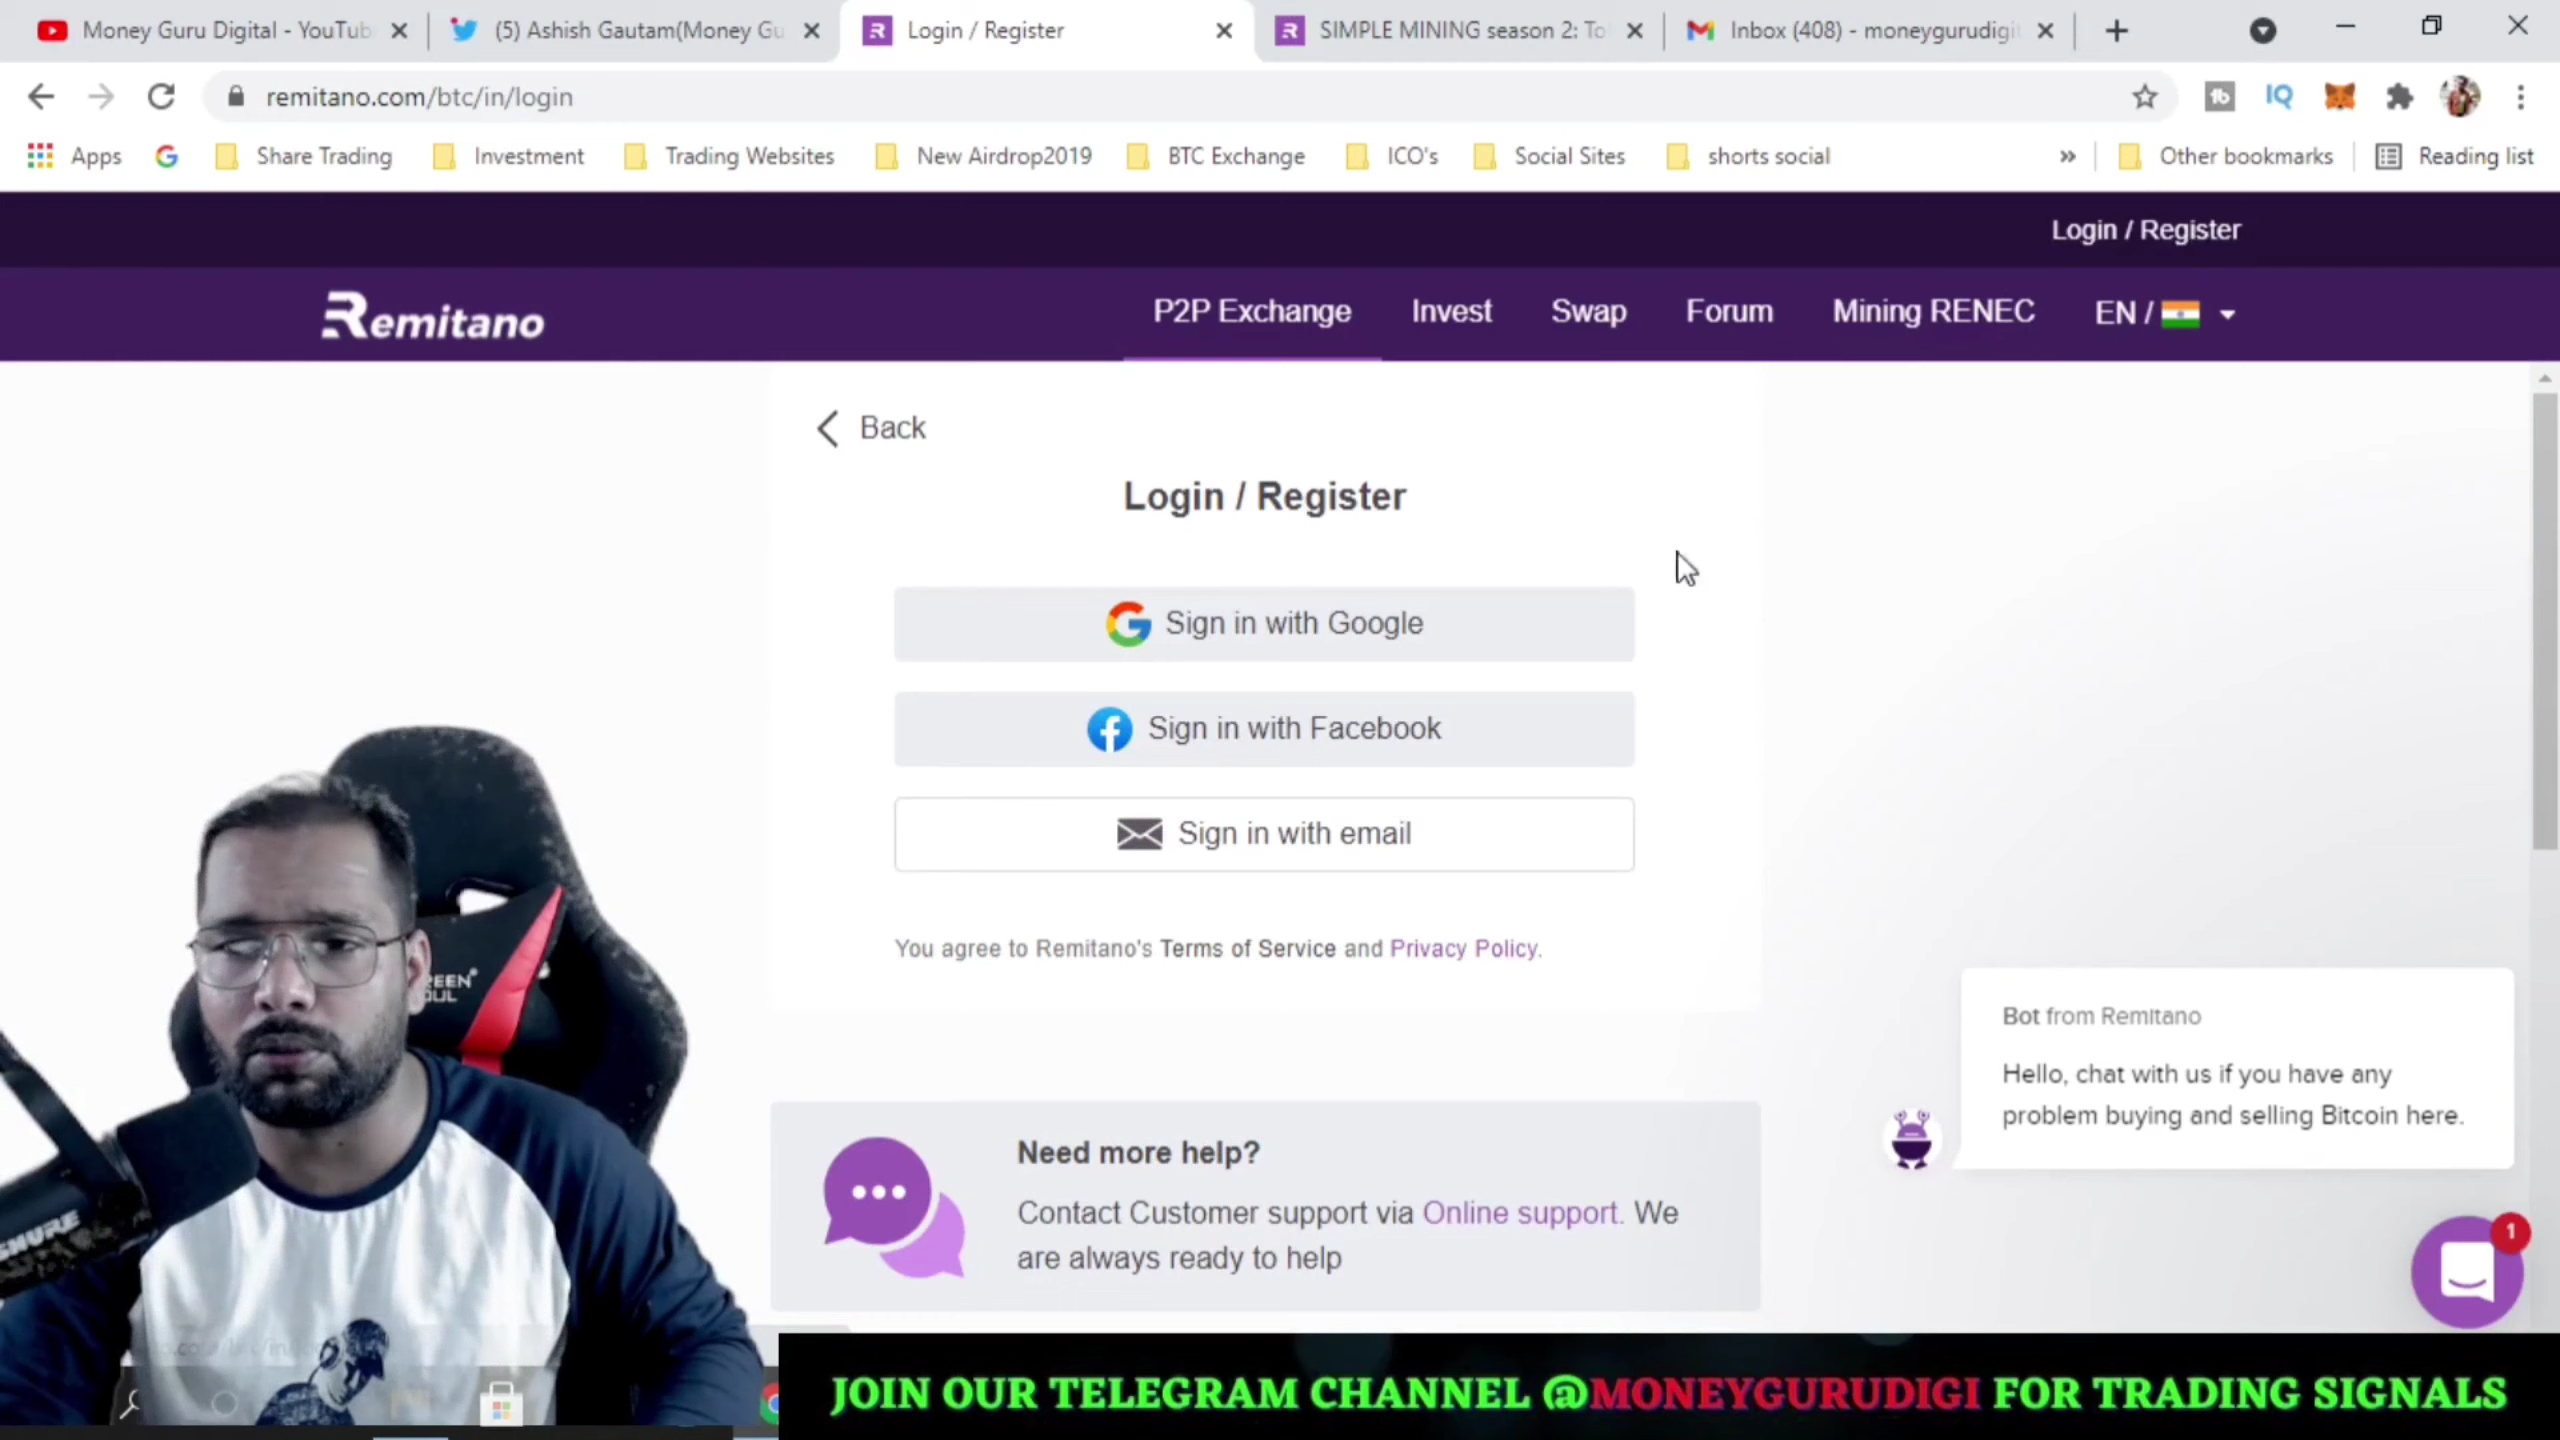 Money Guru Digital - YouTub
(5) Ashish Gautam(Money Gu
Login / Register
SIMPLE MINING season 2: To
Inbox (408) - moneygurudigit
remitano.com/btc/in/login
Apps
Share Trading
Investment
Trading Websites
New Airdrop2019
BTC Exchange
ICO's
Social Sites
shorts social
Other bookmarks
Reading list
Login / Register
Remitano
P2P Exchange
Invest
Swap
Forum
Mining RENEC
EN /
Back
Login / Register
Sign in with Google
Sign in with Facebook
Sign in with email
You agree to Remitano's Terms of Service and Privacy Policy.
Bot from Remitano
Hello, chat with us if you have any
problem buying and selling Bitcoin here.
Need more help?
Contact Customer support via Online support. We
are always ready to help
1
SHURE
JOIN OUR TELEGRAM CHANNEL @MONEYGURUDIGI FOR TRADING SIGNALS